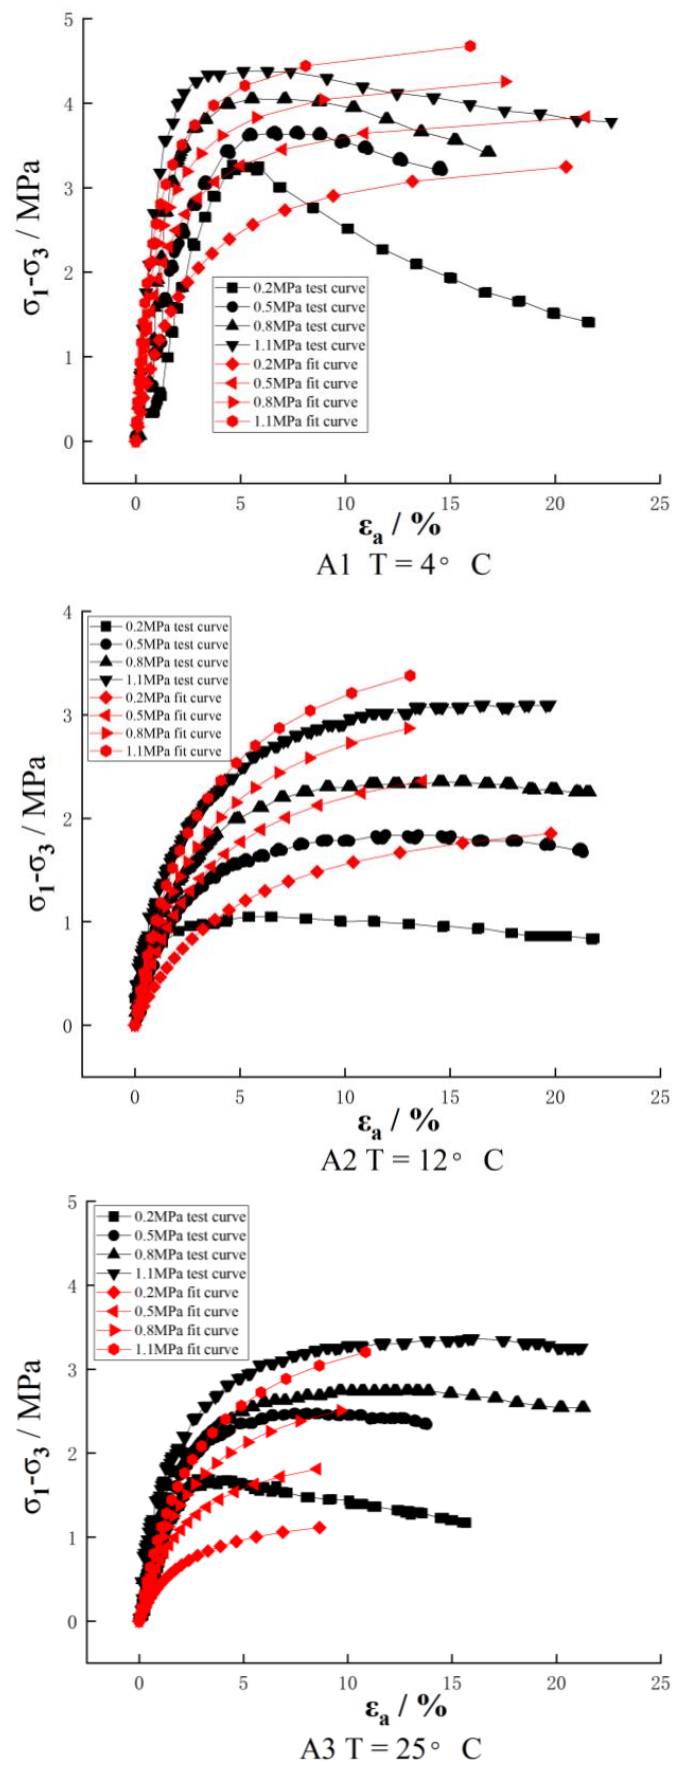 5
4
3
2
1
0
σ₁-σ₃ / MPa
0.2MPa test curve
0.5MPa test curve
0.8MPa test curve
1.1MPa test curve
0.2MPa fit curve
0.5MPa fit curve
0.8MPa fit curve
1.1MPa fit curve
0 5 10 15 20 25
εₐ / %
A1 T = 4° C
4
3
2
1
0
σ₁-σ₃ / MPa
0.2MPa test curve
0.5MPa test curve
0.8MPa test curve
1.1MPa test curve
0.2MPa fit curve
0.5MPa fit curve
0.8MPa fit curve
1.1MPa fit curve
0 5 10 15 20 25
εₐ / %
A2 T = 12° C
5
4
3
2
1
0
σ₁-σ₃ / MPa
0.2MPa test curve
0.5MPa test curve
0.8MPa test curve
1.1MPa test curve
0.2MPa fit curve
0.5MPa fit curve
0.8MPa fit curve
1.1MPa fit curve
0 5 10 15 20 25
εₐ / %
A3 T = 25° C